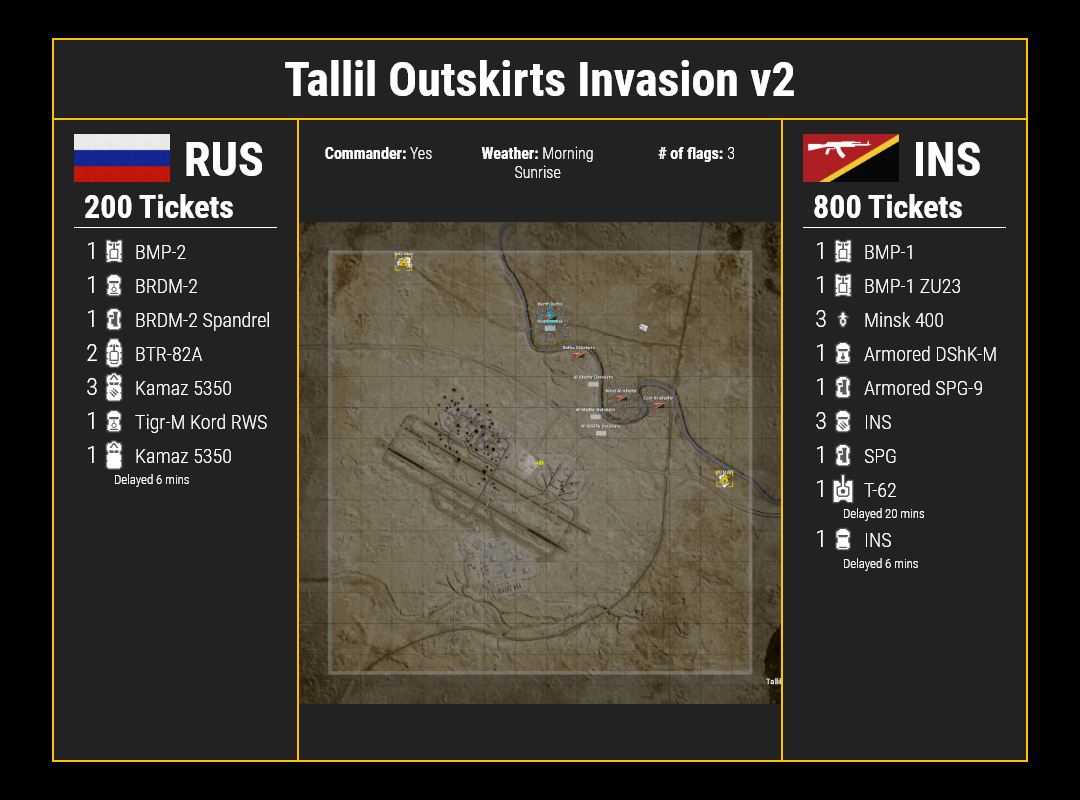 Tallil Outskirts Invasion v2
RUS
200 Tickets
1 BMP-2
1 BRDM-2
1 BRDM-2 Spandrel
2 BTR-82A
3 Kamaz 5350
1 Tigr-M Kord RWS
1 Kamaz 5350
Delayed 6 mins
Commander: Yes
Weather: Morning
Sunrise
# of flags: 3
Tallil
INS
800 Tickets
1 BMP-1
1 BMP-1 ZU23
3 Minsk 400
1 Armored DShK-M
1 Armored SPG-9
3 INS
1 SPG
1 T-62
Delayed 20 mins
1 INS
Delayed 6 mins